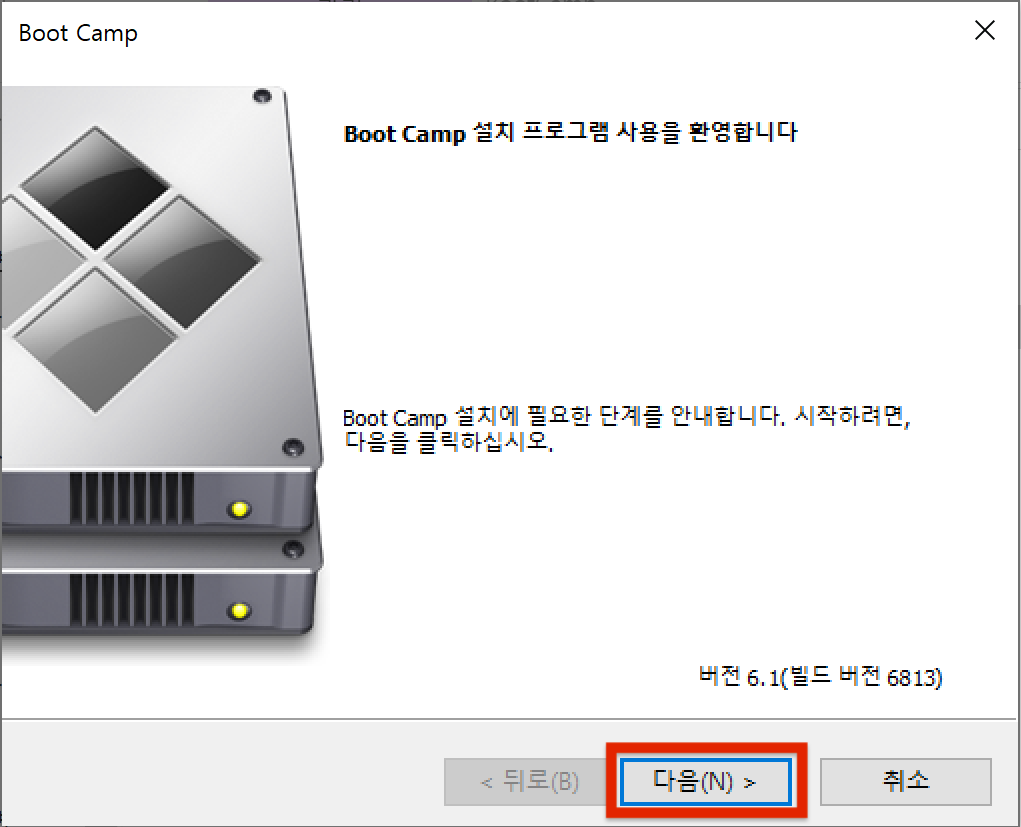 Boot Camp
Boot Camp 설치 프로그램 사용을 환영합니다
Boot Camp 설치에 필요한 단계를 안내합니다. 시작하려면,
다음을 클릭하십시오.
버전 6.1(빌드 버전 6813)
< 뒤로(B)
다음(N) >
취소